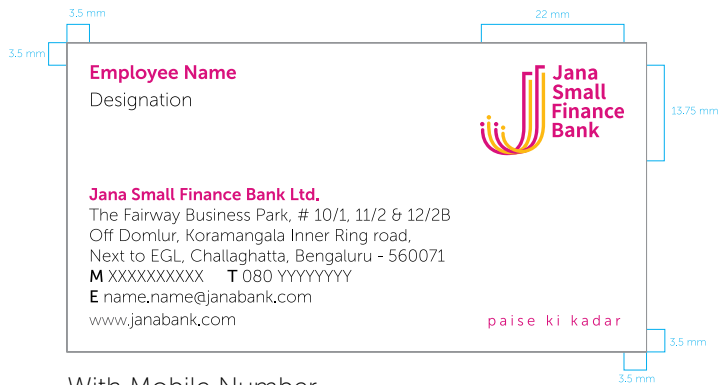 3.5 mm
22 mm
3.5 mm
Employee Name
Designation
Jana
Small
Finance
Bank
13.75 mm
Jana Small Finance Bank Ltd.
The Fairway Business Park, # 10/1, 11/2 & 12/2B
Off Domlur, Koramangala Inner Ring road,
Next to EGL, Challaghatta, Bengaluru - 560071
M XXXXXXXXXX T 080 YYYYYYYY
E name.name@janabank.com
www.janabank.com
paise ki kadar
3.5 mm
3.5 mm
With Mobile Number